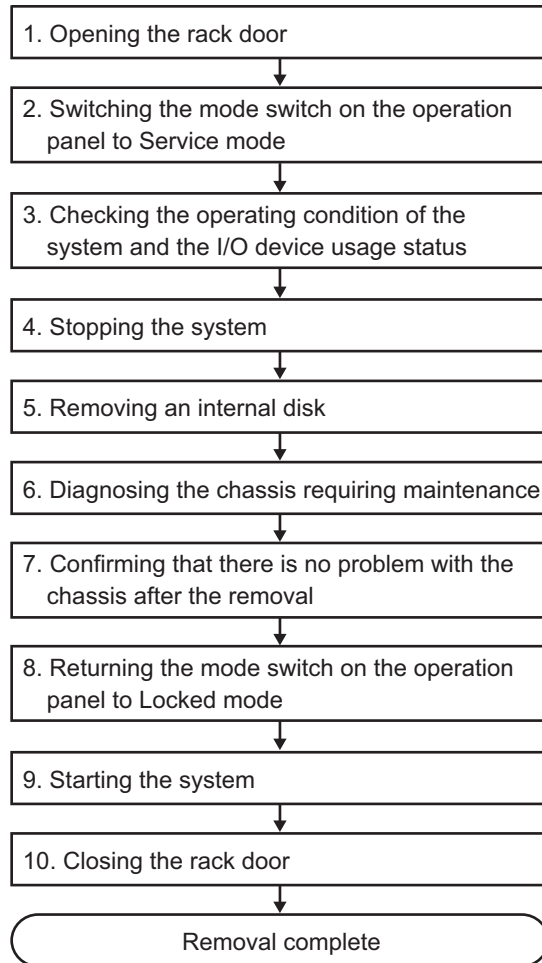 1. Opening the rack door
2. Switching the mode switch on the operation
panel to Service mode
3. Checking the operating condition of the
system and the I/O device usage status
4. Stopping the system
5. Removing an internal disk
6. Diagnosing the chassis requiring maintenance
7. Confirming that there is no problem with the
chassis after the removal
8. Returning the mode switch on the operation
panel to Locked mode
9. Starting the system
10. Closing the rack door
Removal complete